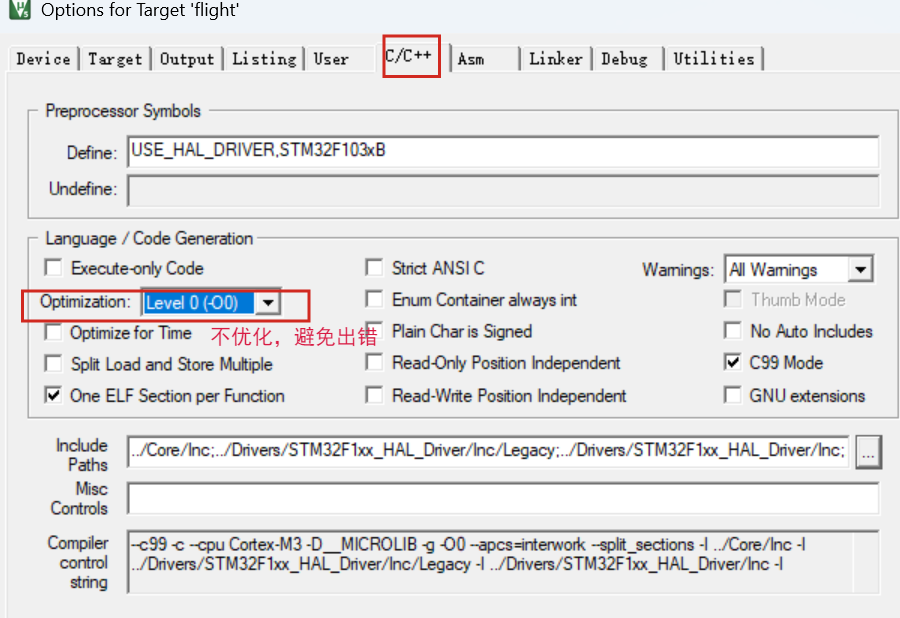 Options for Target 'flight'
Device Target Output Listing User C/C++ Asm Linker Debug Utilities
Preprocessor Symbols
Define: USE_HAL_DRIVER,STM32F103xB
Undefine:
Language / Code Generation
Execute-only Code Strict ANSI C Warnings: All Warnings
Optimization: Level 0 (-O0) Enum Container always int Thumb Mode
Optimize for Time 不优化，避免出错 Plain Char is Signed No Auto Includes
Split Load and Store Multiple Read-Only Position Independent C99 Mode
One ELF Section per Function Read-Write Position Independent GNU extensions
Include Paths ../Core/Inc;../Drivers/STM32F1xx_HAL_Driver/Inc/Legacy;../Drivers/STM32F1xx_HAL_Driver/Inc; ...
Misc Controls
Compiler control string --c99 -c --cpu Cortex-M3 -D__MICROLIB -g -O0 --apcs=interwork --split_sections -I ../Core/Inc -I
../Drivers/STM32F1xx_HAL_Driver/Inc/Legacy -I ../Drivers/STM32F1xx_HAL_Driver/Inc -I